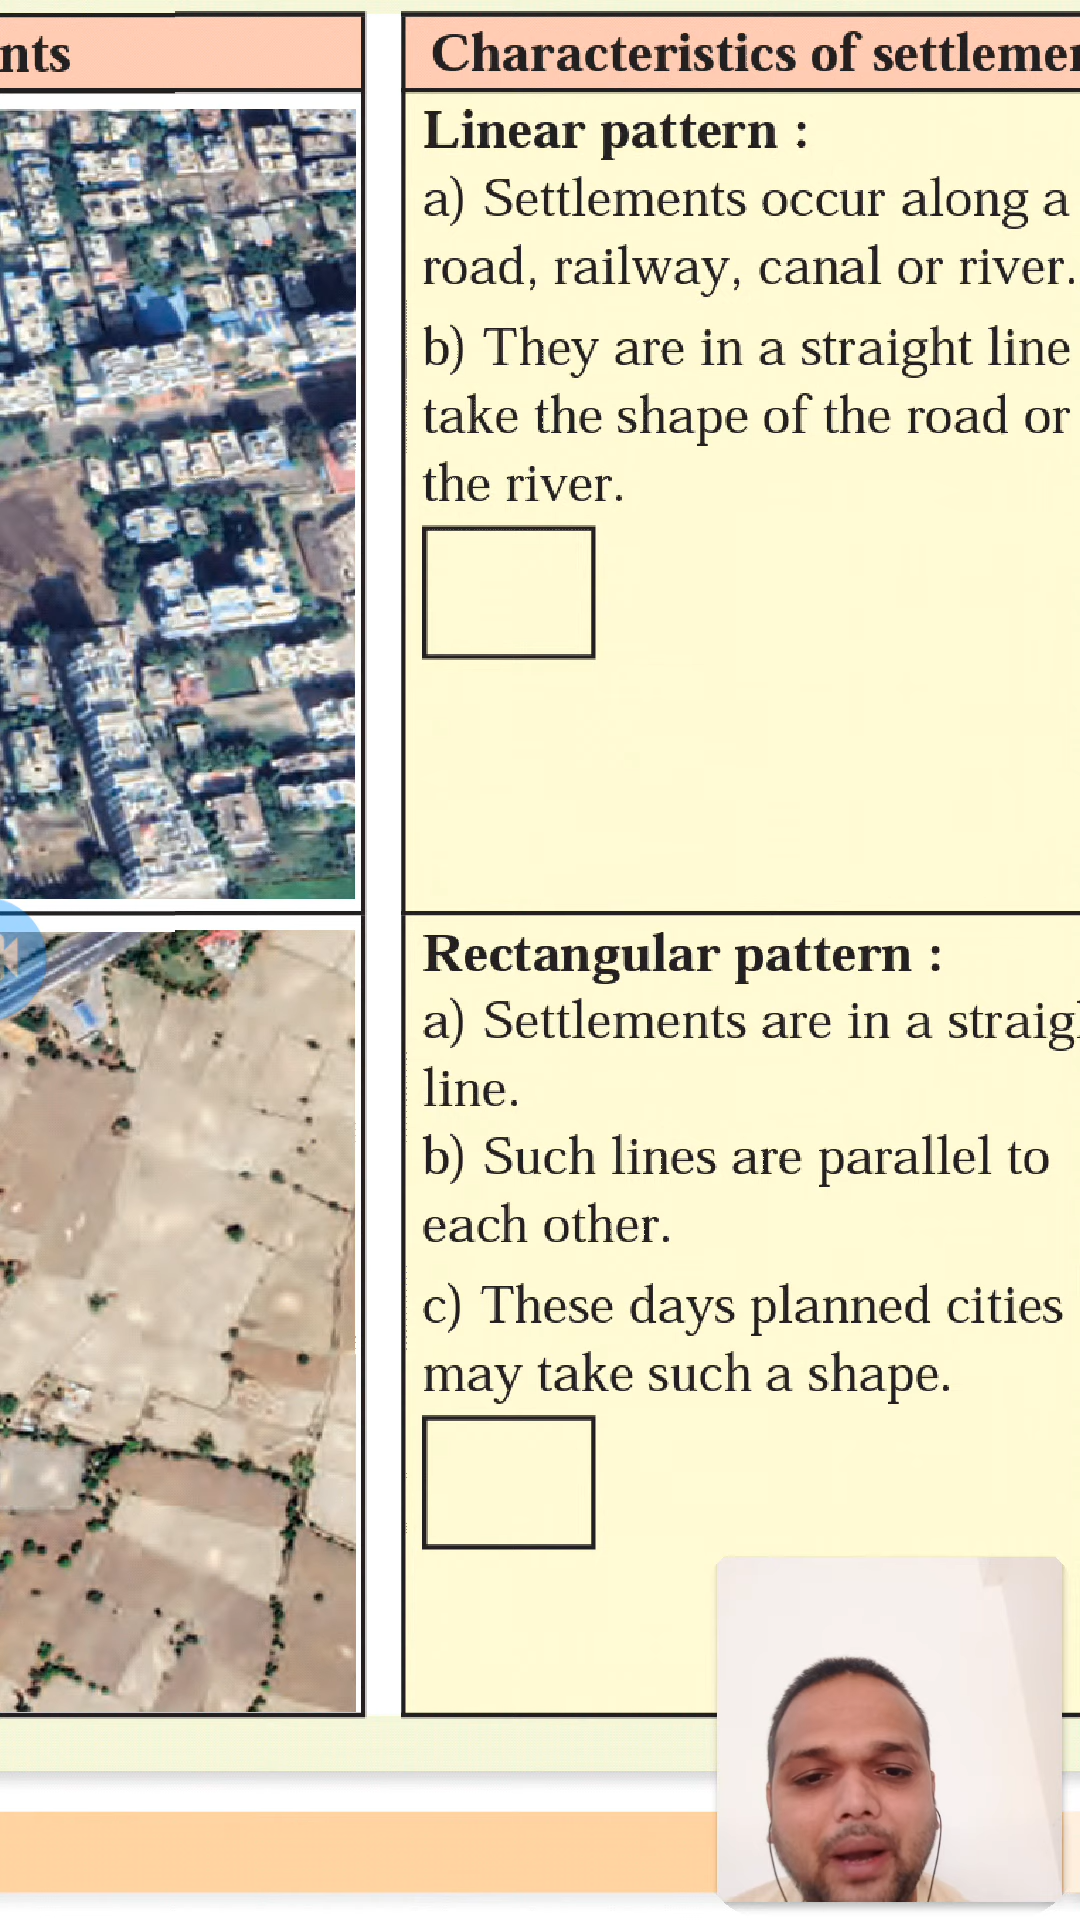 nts
Characteristics of
Linear pattern :
a) Settlements occur along a
road, railway, canal or river.
b) They are in a straight line
take the shape of the road or
the river.
Rectangular pattern :
a) Settlements are in a
line.
b) Such lines are parallel to
each other.
c) These days planned cities
may take such a shape.